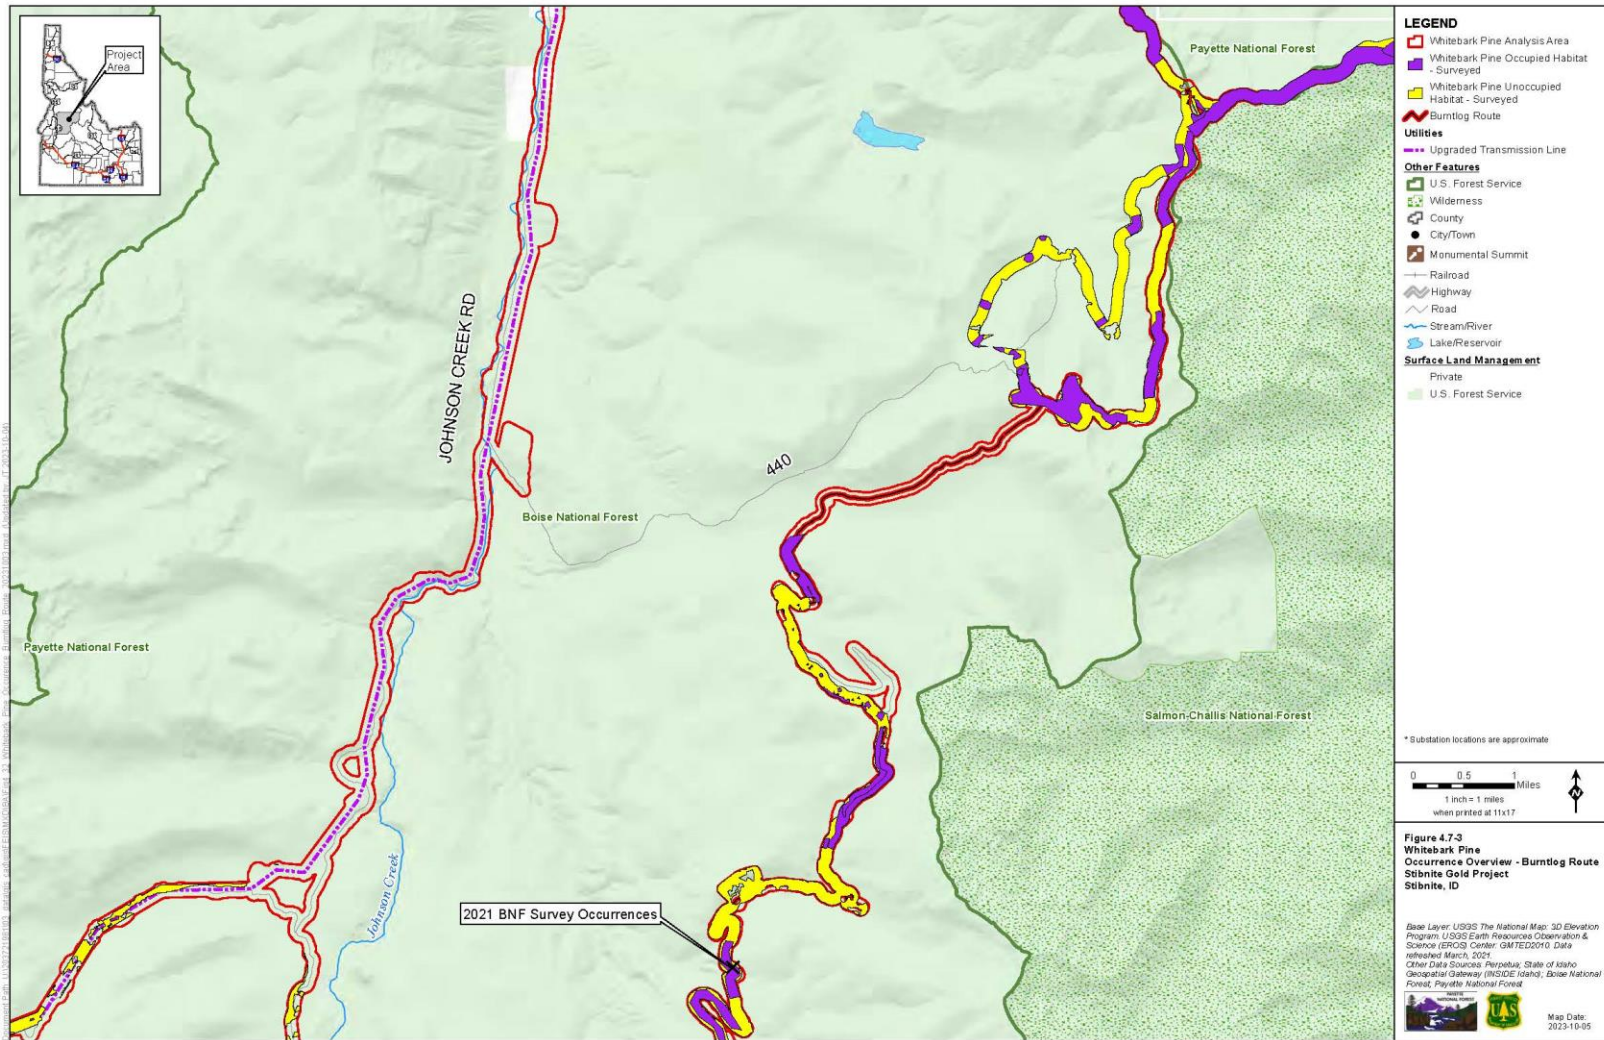 Project
Area
Payette National Forest
JOHNSON CREEK RD
440
Boise National Forest
Payette National Forest
Salmon-Challis National Forest
2021 BNF Survey Occurrences
Johnson Creek
LEGEND
Whitebark Pine Analysis Area
Whitebark Pine Occupied Habitat
- Surveyed
Whitebark Pine Unoccupied
Habitat - Surveyed
Burntlog Route
Utilities
Upgraded Transmission Line
Other Features
U.S. Forest Service
Wilderness
County
City/Town
Monumental Summit
Railroad
Highway
Road
Stream/River
Lake/Reservoir
Surface Land Management
Private
U.S. Forest Service
* Substation locations are approximate
0 0.5 1
Miles
1 inch = 1 miles
when printed at 11x17
N
Figure 4.7-3
Whitebark Pine
Occurrence Overview - Burntlog Route
Stibnite Gold Project
Stibnite, ID
Base Layer: USGS The National Map: 3D Elevation
Program. USGS Earth Resources Observation &
Science (EROS) Center: GMTED2010. Data
refreshed March, 2021.
Other Data Sources: Perpetua; State of Idaho
Geospatial Gateway (INSIDE Idaho); Boise National
Forest; Payette National Forest
PAYETTE
NATIONAL FOREST
UAS
Map Date:
2023-10-05